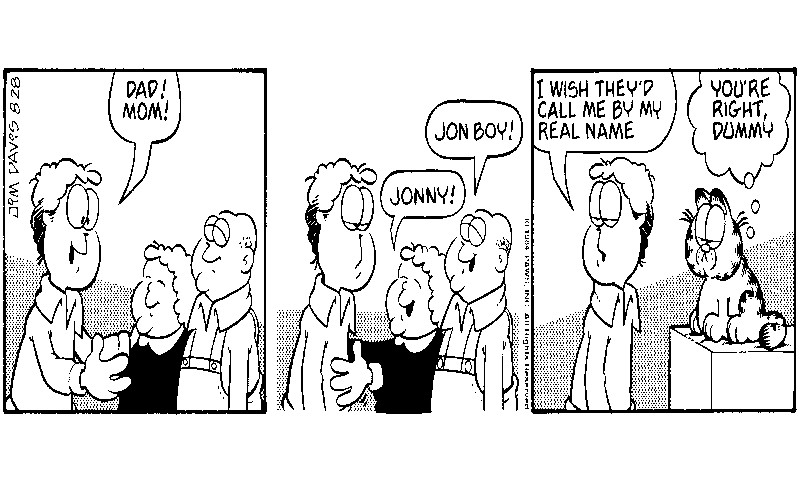 JIM DAVIS 8-28
DAD!
MOM!
JON BOY!
JONNY!
I WISH THEY'D
CALL ME BY MY
REAL NAME
YOU'RE
RIGHT,
DUMMY